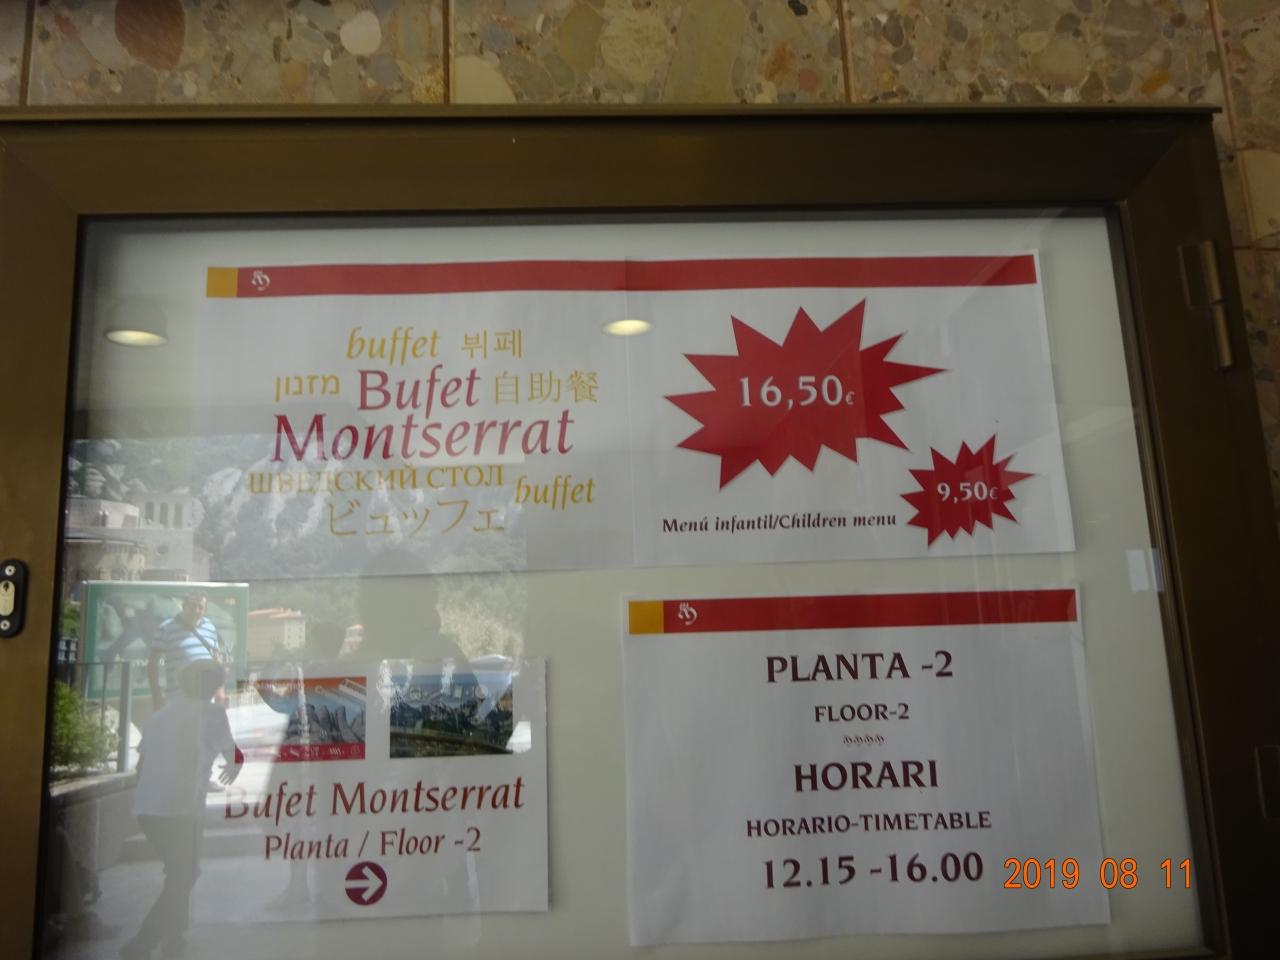 buffet 뷔페
מזנון Bufet 自助餐
Montserrat
ШВЕДСКИЙ СТОЛ buffet
ビュッフェ
16,50€
Menú infantil/Children menu
9,50€
Bufet Montserrat
Planta / Floor -2
PLANTA -2
FLOOR-2
HORARI
HORARIO-TIMETABLE
12.15 -16.00
2019 08 11